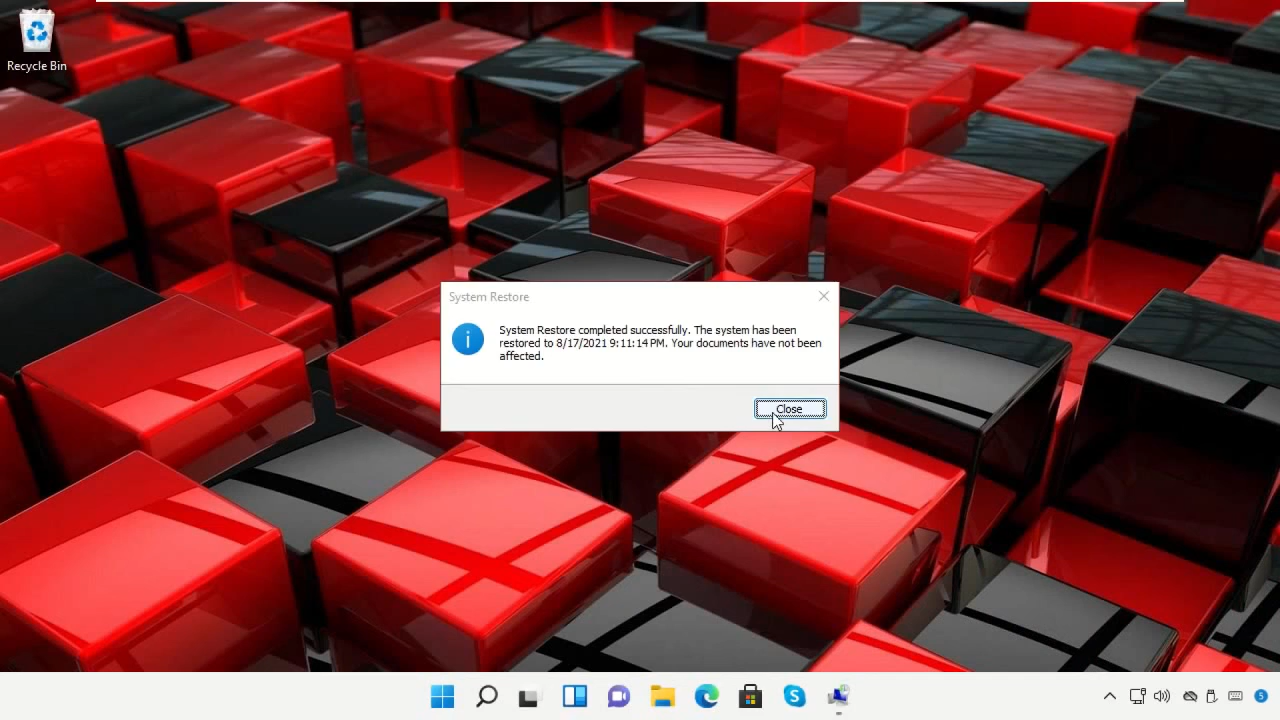 Recycle Bin
System Restore
System Restore completed successfully. The system has been
restored to 8/17/2021 9:11:14 PM. Your documents have not been
affected.
Close
5